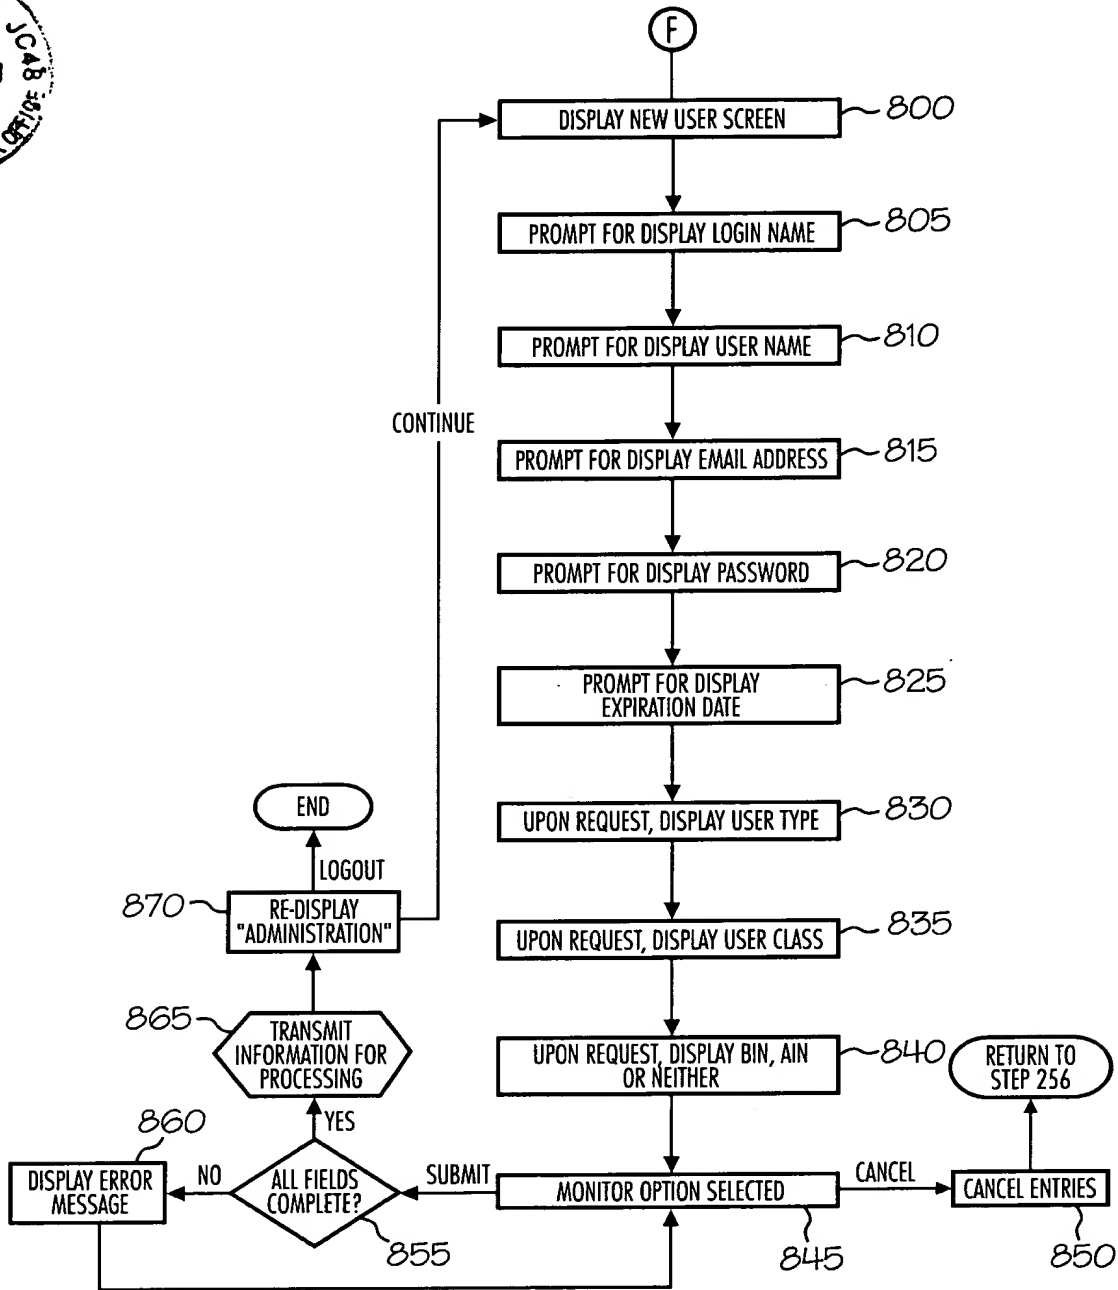 JC48
F
DISPLAY NEW USER SCREEN
800
PROMPT FOR DISPLAY LOGIN NAME
805
PROMPT FOR DISPLAY USER NAME
810
CONTINUE
PROMPT FOR DISPLAY EMAIL ADDRESS
815
PROMPT FOR DISPLAY PASSWORD
820
PROMPT FOR DISPLAY
EXPIRATION DATE
825
UPON REQUEST, DISPLAY USER TYPE
830
UPON REQUEST, DISPLAY USER CLASS
835
UPON REQUEST, DISPLAY BIN, AIN
OR NEITHER
840
END
LOGOUT
870
RE-DISPLAY
"ADMINISTRATION"
865
TRANSMIT
INFORMATION FOR
PROCESSING
YES
860
DISPLAY ERROR
MESSAGE
NO
ALL FIELDS
COMPLETE?
855
SUBMIT
MONITOR OPTION SELECTED
845
CANCEL
CANCEL ENTRIES
850
RETURN TO
STEP 256